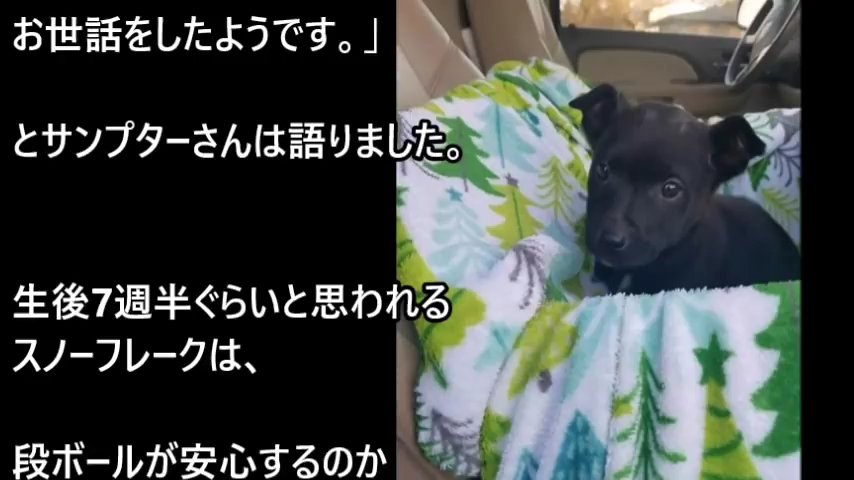 お世話をしたようです。」
とサンプターさんは語りました。
生後7週半ぐらいと思われる
スノーフレークは、
段ボールが安心するのか